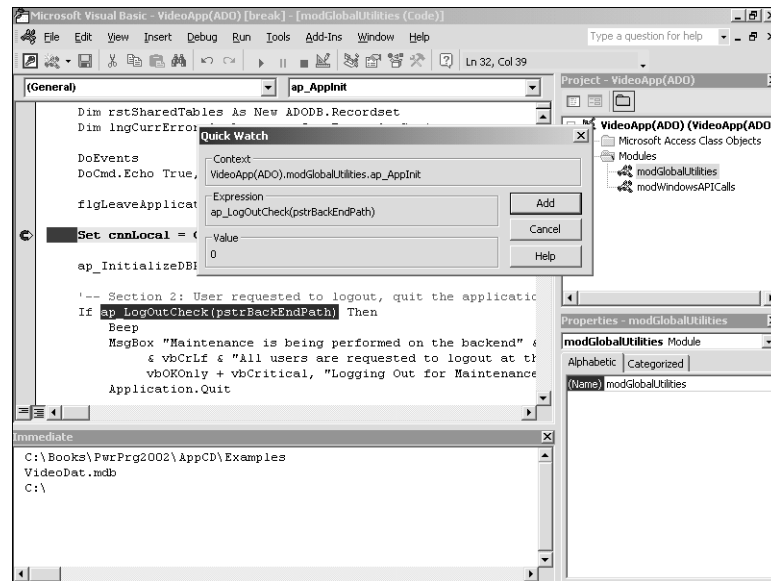 Microsoft Visual Basic - VideoApp(ADO) [break] - [modGlobalUtilities (Code)]
File Edit View Insert Debug Run Tools Add-Ins Window Help
Type a question for help
Ln 32, Col 39
(General)
ap_AppInit
Dim rstSharedTables As New ADODB.Recordset
Dim lngCurrError
DoEvents
DoCmd.Echo True,
flgLeaveApplicat
Set cnnLocal =
ap_InitializeDB
'-- Section 2: User requested to logout, quit the applicatio
If ap_LogOutCheck(pstrBackEndPath) Then
Beep
MsgBox "Maintenance is being performed on the backend" &
& vbCrLf & "All users are requested to logout at th
vbOKOnly + vbCritical, "Logging Out for Maintenance
Application.Quit
Quick Watch
Context
VideoApp(ADO).modGlobalUtilities.ap_AppInit
Expression
ap_LogOutCheck(pstrBackEndPath)
Value
0
Add
Cancel
Help
Project - VideoApp(ADO)
VideoApp(ADO) (VideoApp(ADO
Microsoft Access Class Objects
Modules
modGlobalUtilities
modWindowsAPICalls
Properties - modGlobalUtilities
modGlobalUtilities Module
Alphabetic Categorized
(Name) modGlobalUtilities
Immediate
C:\Books\PwrPrg2002\AppCD\Examples
VideoDat.mdb
C:\